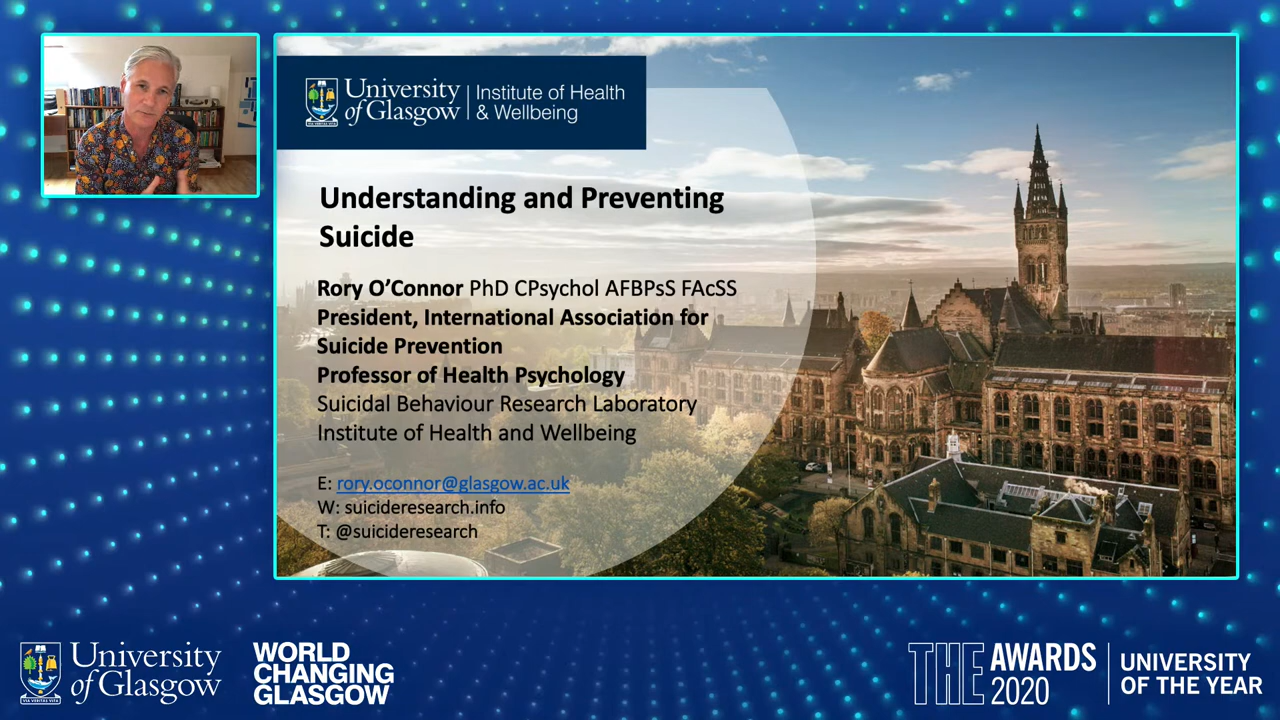 University
of Glasgow
Institute of Health
& Wellbeing
Understanding and Preventing
Suicide
Rory O’Connor PhD CPsychol AFBPsS FAcSS
President, International Association for
Suicide Prevention
Professor of Health Psychology
Suicidal Behaviour Research Laboratory
Institute of Health and Wellbeing
E: rory.oconnor@glasgow.ac.uk
W: suicideresearch.info
T: @suicideresearch
University
of Glasgow
VIA VERITAS VITA
WORLD
CHANGING
GLASGOW
THE AWARDS
2020
UNIVERSITY
OF THE YEAR